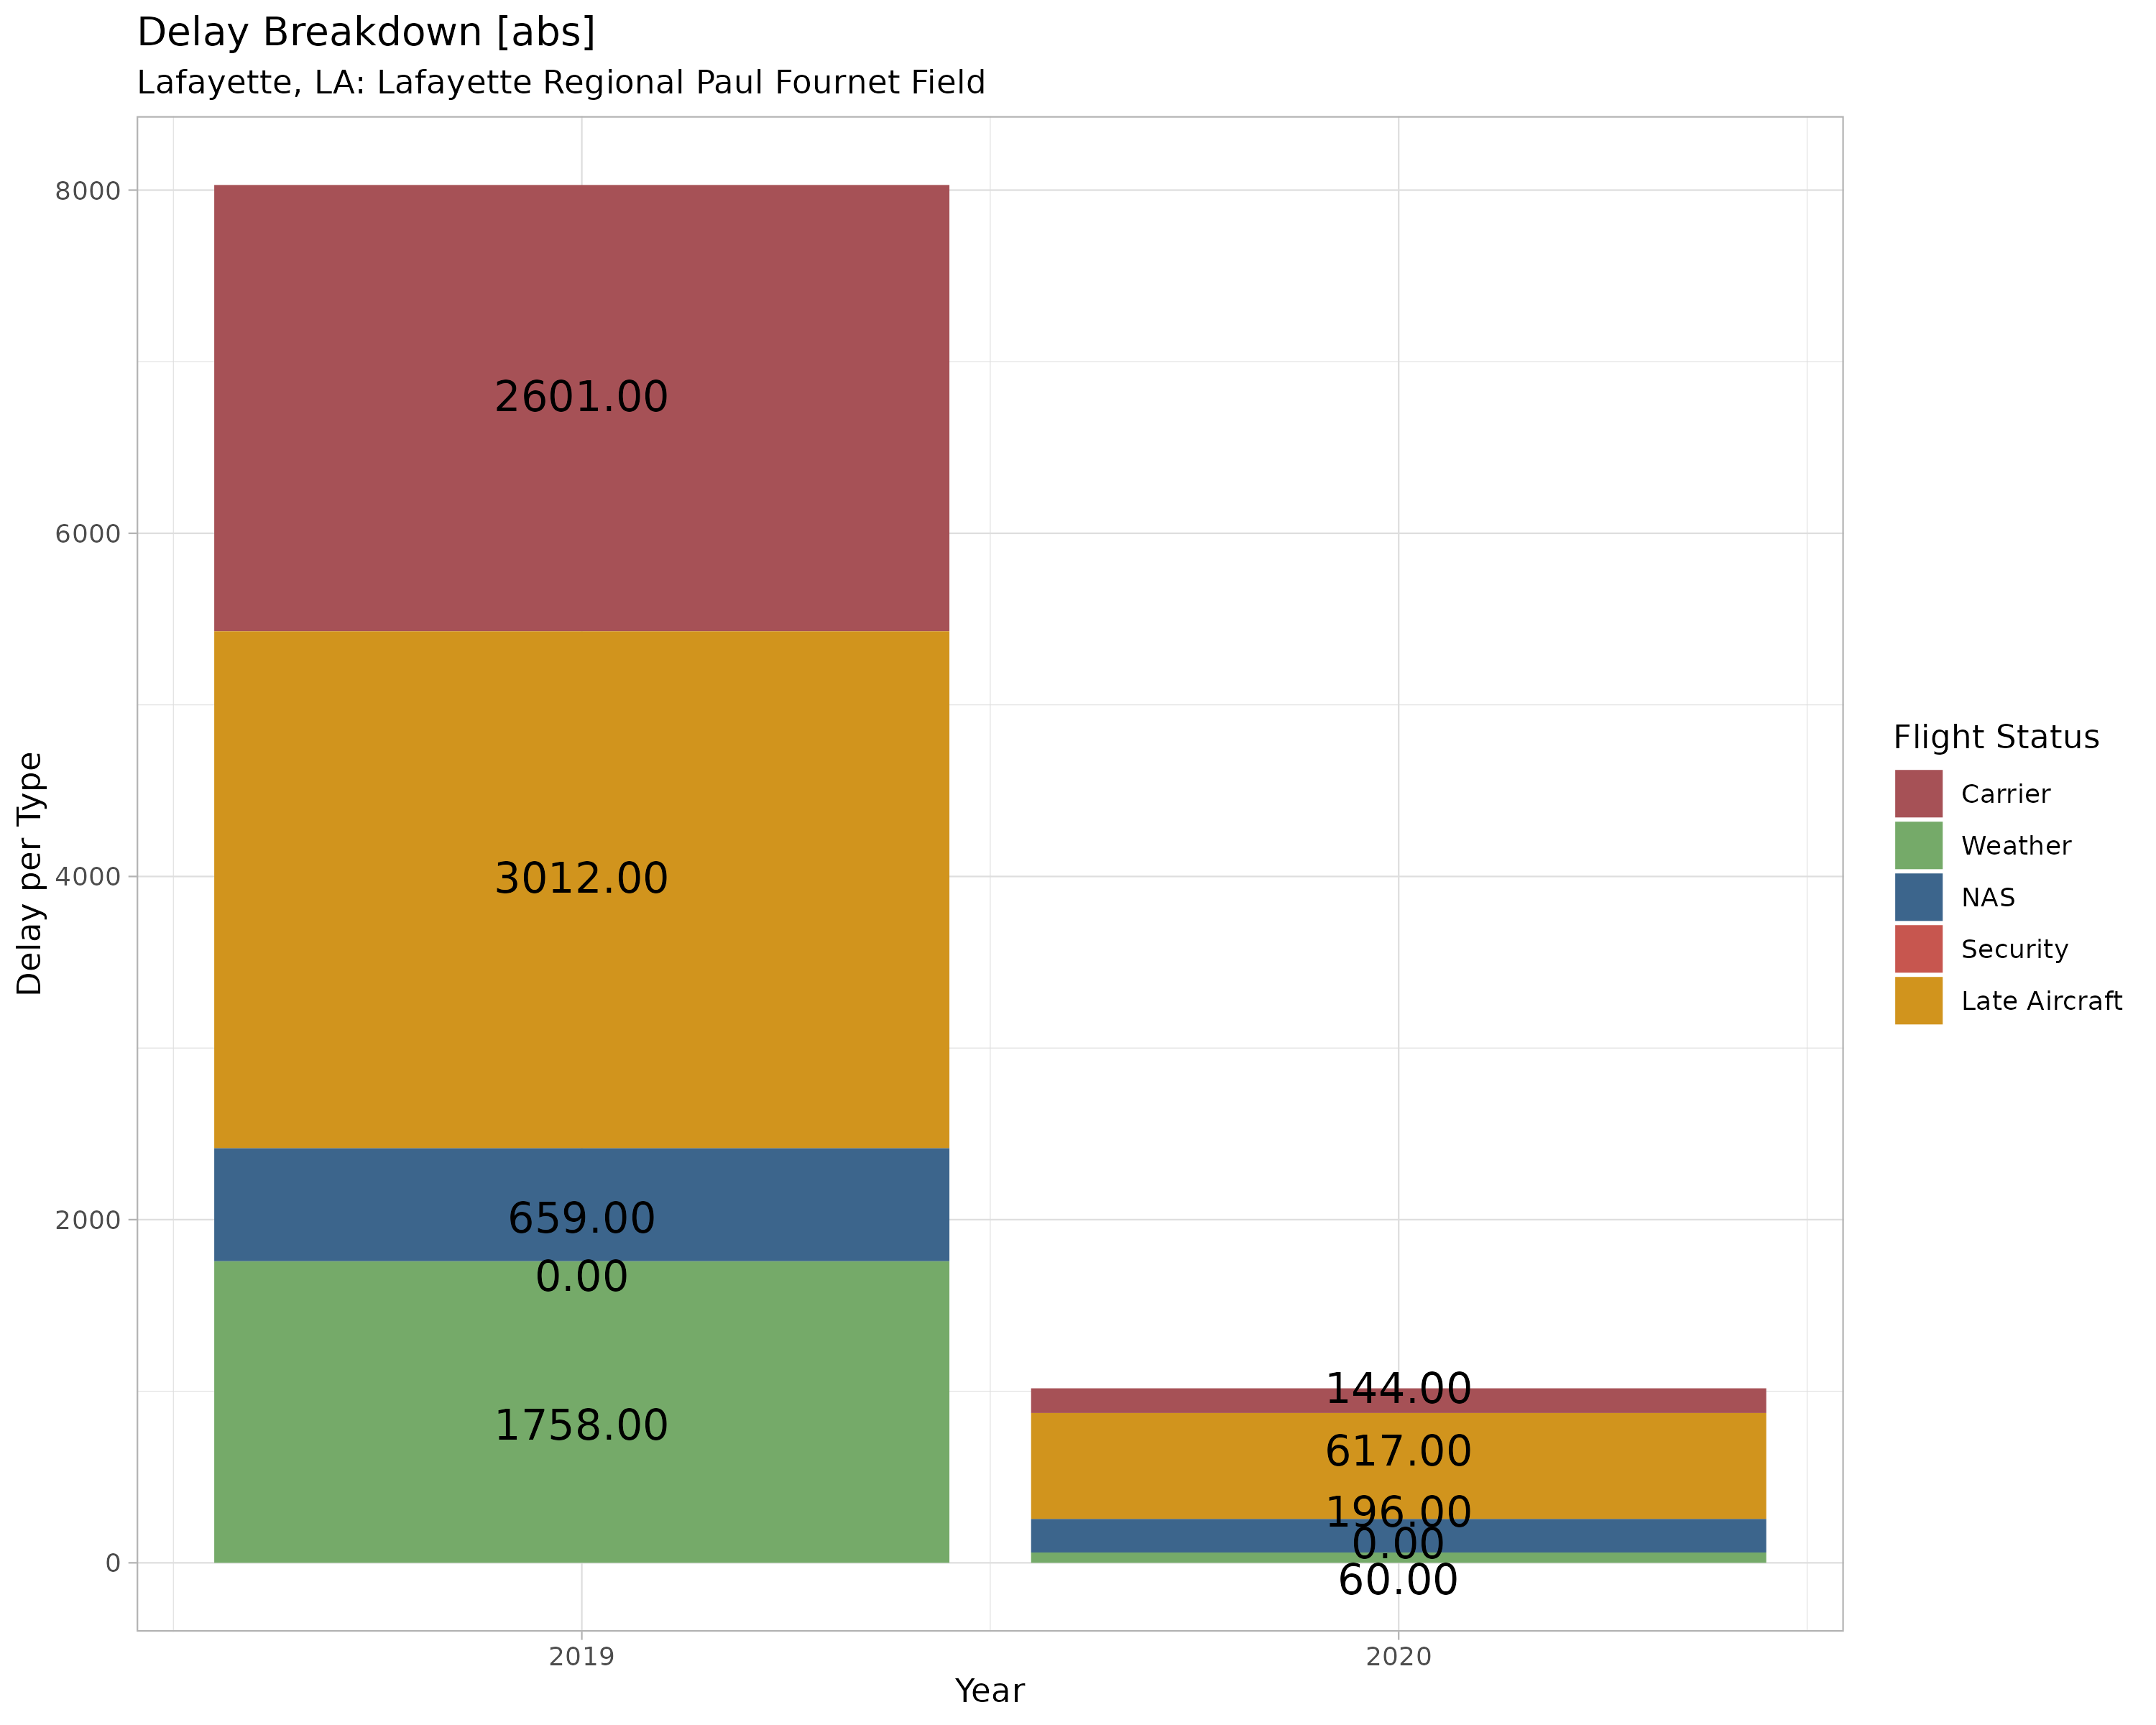 Delay Breakdown [abs]
Lafayette, LA: Lafayette Regional Paul Fournet Field
Delay per Type
8000
6000
4000
2000
0
2601.00
3012.00
659.00
0.00
1758.00
144.00
617.00
196.00
0.00
60.00
2019
2020
Year
Flight Status
Carrier
Weather
NAS
Security
Late Aircraft